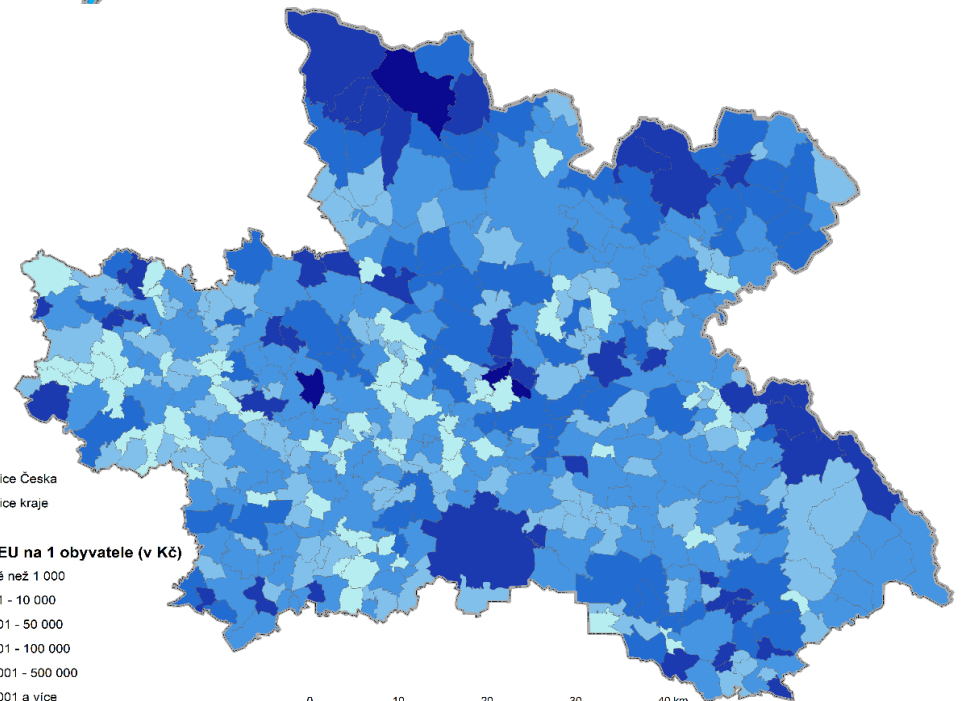 ice Česka
ice kraje
EU na 1 obyvatele (v Kč)
ě než 1 000
1 - 10 000
01 - 50 000
01 - 100 000
001 - 500 000
001 a více
0 10 20 30 40 km